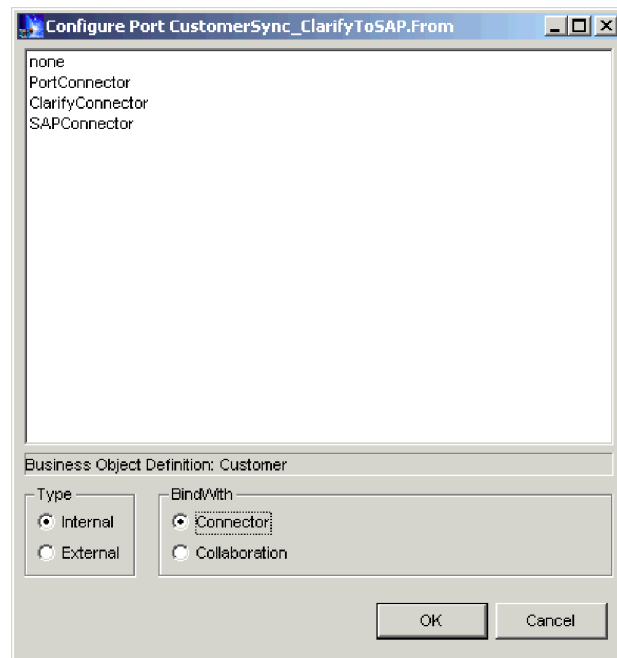 Configure Port CustomerSync_ClarifyToSAP.From
none
PortConnector
ClarifyConnector
SAPConnector
Business Object Definition: Customer
Type
BindWith
Internal
Connector
External
Collaboration
OK
Cancel